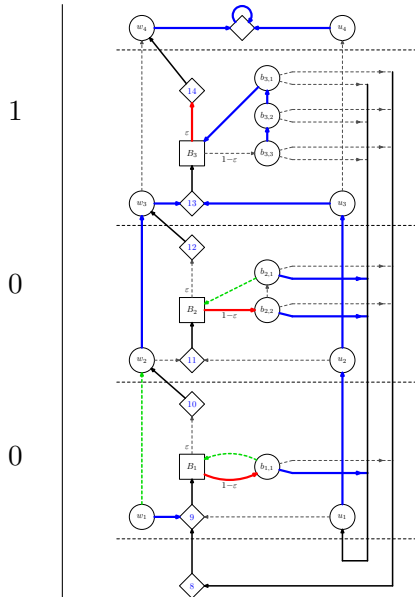 w₄ u₄
14 b₃,₁
1 b₃,₂
ε
B₃ 1−ε b₃,₃
w₃ 13 u₃
12
b₂,₁
0 ε
B₂ 1−ε b₂,₂
w₂ 11 u₂
10
ε
0 B₁ 1−ε b₁,₁
w₁ 9 u₁
8